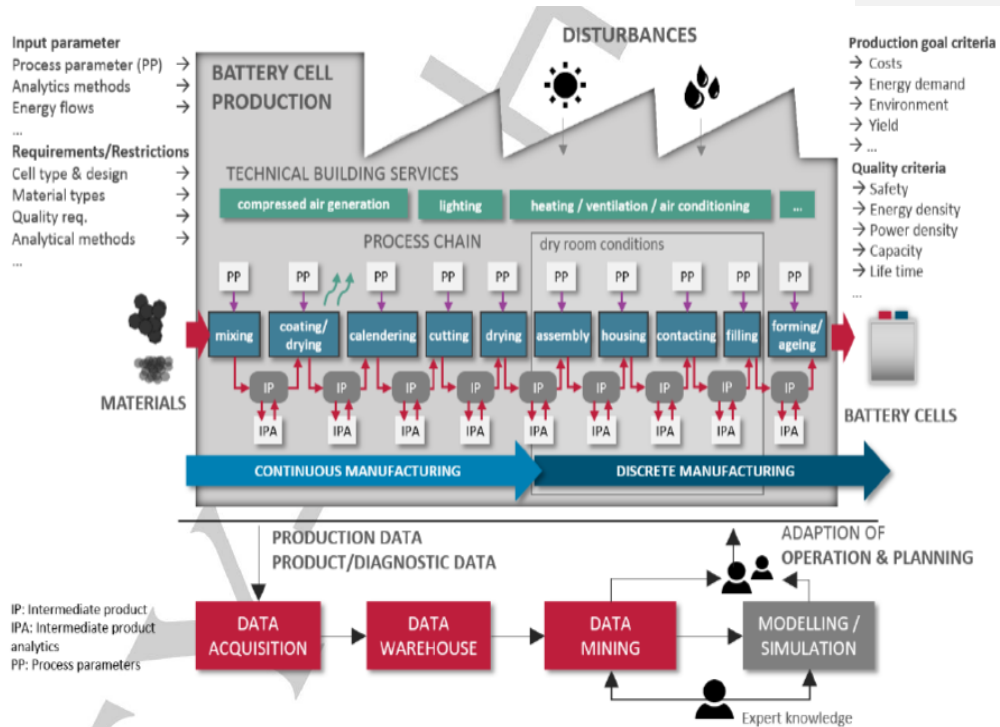 DISTURBANCES
Input parameter
Process parameter (PP)
Analytics methods
Energy flows
...
Requirements/Restrictions
Cell type & design
Material types
Quality req.
Analytical methods
...
BATTERY CELL
PRODUCTION
Production goal criteria
→ Costs
→ Energy demand
→ Environment
→ Yield
→ ...
Quality criteria
→ Safety
→ Energy density
→ Power density
→ Capacity
→ Life time
...
TECHNICAL BUILDING SERVICES
compressed air generation
lighting
heating / ventilation / air conditioning
...
PROCESS CHAIN
dry room conditions
PP
PP
PP
PP
PP
PP
PP
PP
PP
PP
mixing
coating/
drying
calendering
cutting
drying
assembly
housing
contacting
filling
forming/
ageing
IP
IP
IP
IP
IP
IP
IP
IP
IP
IPA
IPA
IPA
IPA
IPA
IPA
IPA
IPA
IPA
MATERIALS
BATTERY CELLS
CONTINUOUS MANUFACTURING
DISCRETE MANUFACTURING
PRODUCTION DATA
PRODUCT/DIAGNOSTIC DATA
ADAPTION OF
OPERATION & PLANNING
IP: Intermediate product
IPA: Intermediate product
analytics
PP: Process parameters
DATA
ACQUISITION
DATA
WAREHOUSE
DATA
MINING
MODELLING /
SIMULATION
Expert knowledge